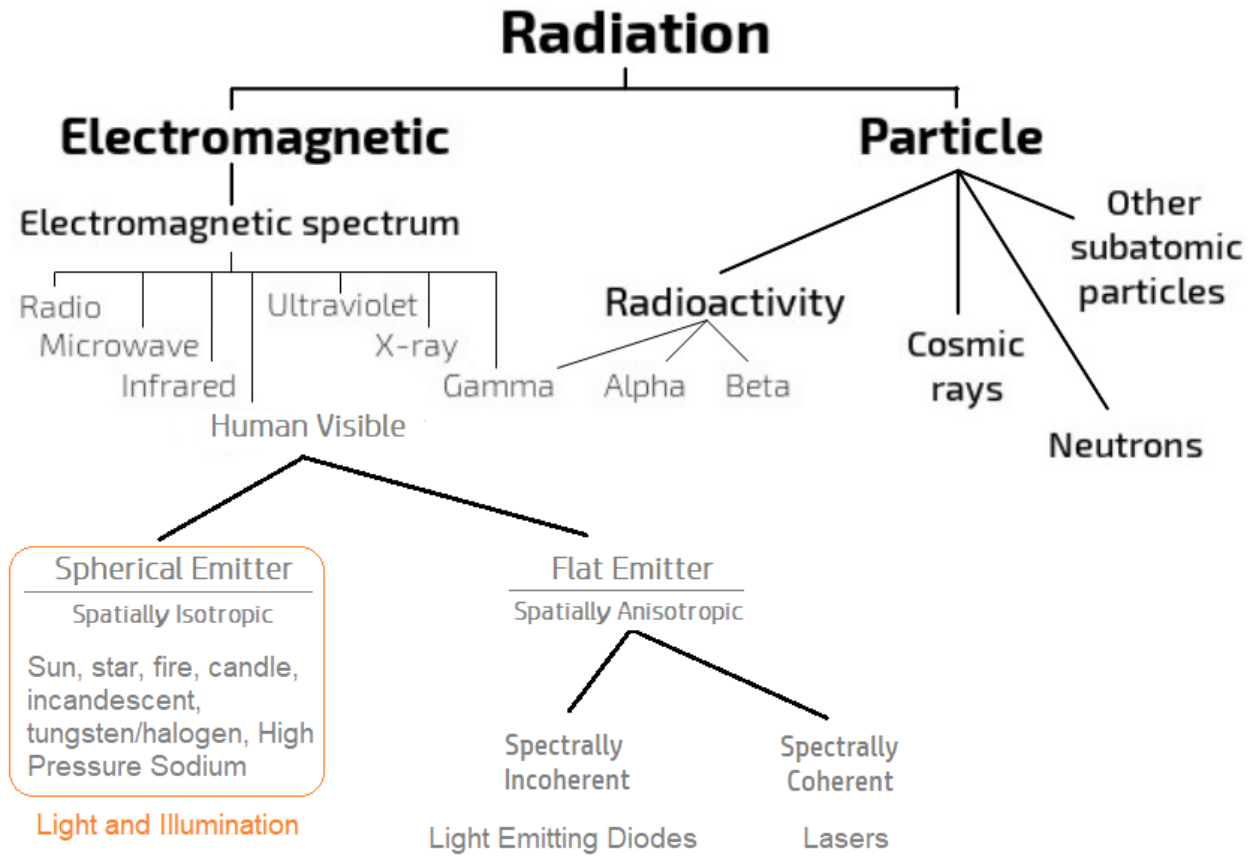 Radiation
Electromagnetic
Particle
Electromagnetic spectrum
Other
subatomic
particles
Radio
Ultraviolet
Radioactivity
Microwave
X-ray
Cosmic
rays
Infrared
Gamma
Alpha
Beta
Human Visible
Neutrons
Spherical Emitter
Spatially Isotropic
Sun, star, fire, candle,
incandescent,
tungsten/halogen, High
Pressure Sodium
Light and Illumination
Flat Emitter
Spatially Anisotropic
Spectrally
Incoherent
Light Emitting Diodes
Spectrally
Coherent
Lasers